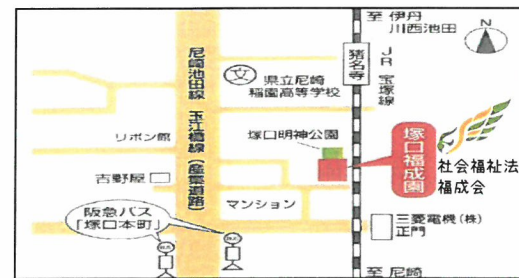 至 伊丹
川西池田
N
猪名寺
JR 宝塚線
尼崎池田線
玉江橋線(産業道路)
文
県立尼崎
稲園高等学校
リボン館
塚口明神公園
塚口福成園
社会福祉法
福成会
吉野屋
マンション
阪急バス
「塚口本町」
三菱電機(株)
正門
至 尼崎